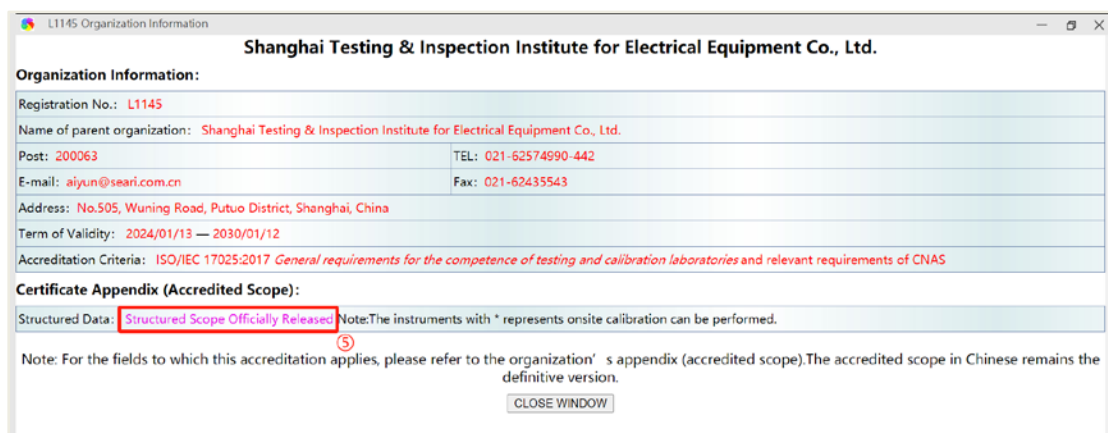 L1145 Organization Information
Shanghai Testing & Inspection Institute for Electrical Equipment Co., Ltd.
Organization Information:
Registration No.: L1145
Name of parent organization: Shanghai Testing & Inspection Institute for Electrical Equipment Co., Ltd.
Post: 200063 TEL: 021-62574990-442
E-mail: aiyun@seari.com.cn Fax: 021-62435543
Address: No.505, Wuning Road, Putuo District, Shanghai, China
Term of Validity: 2024/01/13 — 2030/01/12
Accreditation Criteria: ISO/IEC 17025:2017 General requirements for the competence of testing and calibration laboratories and relevant requirements of CNAS
Certificate Appendix (Accredited Scope):
Structured Data: Structured Scope Officially Released Note:The instruments with * represents onsite calibration can be performed.
⑤
Note: For the fields to which this accreditation applies, please refer to the organization' s appendix (accredited scope).The accredited scope in Chinese remains the
definitive version.
CLOSE WINDOW